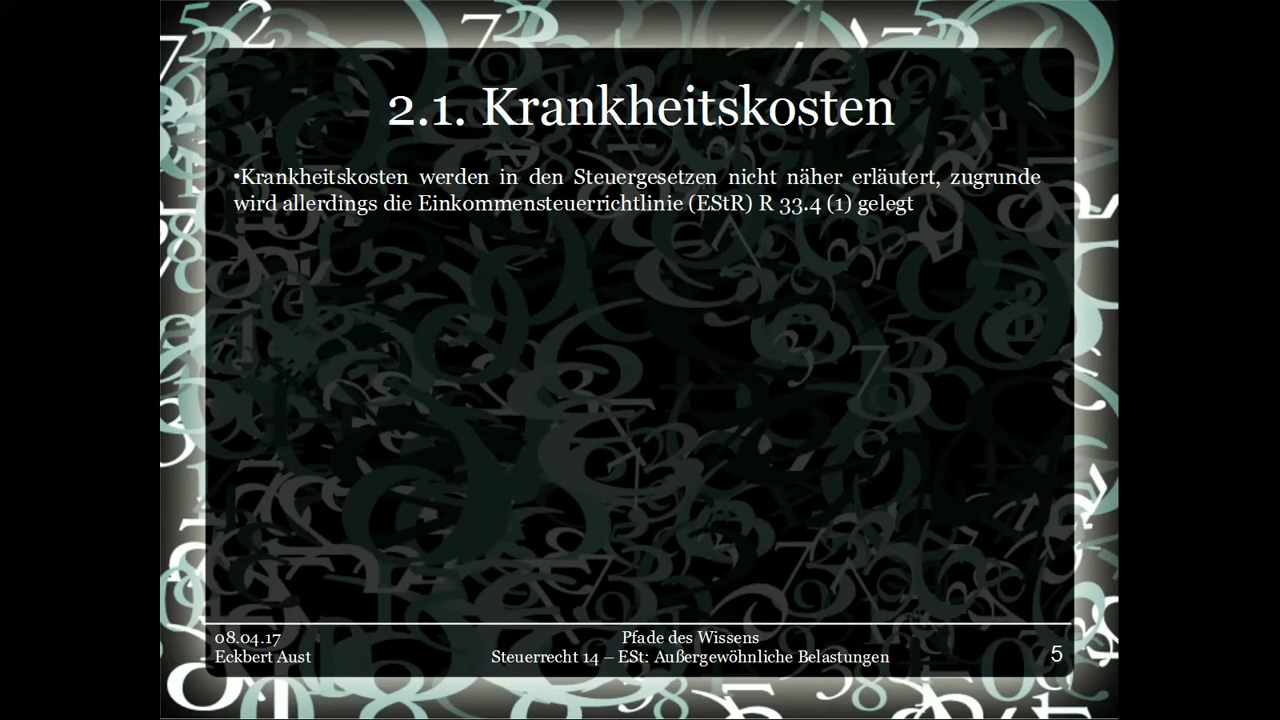 2.1. Krankheitskosten
•Krankheitskosten werden in den Steuergesetzen nicht näher erläutert, zugrunde
wird allerdings die Einkommensteuerrichtlinie (EStR) R 33.4 (1) gelegt
08.04.17
Eckbert Aust
Pfade des Wissens
Steuerrecht 14 – ESt: Außergewöhnliche Belastungen
5